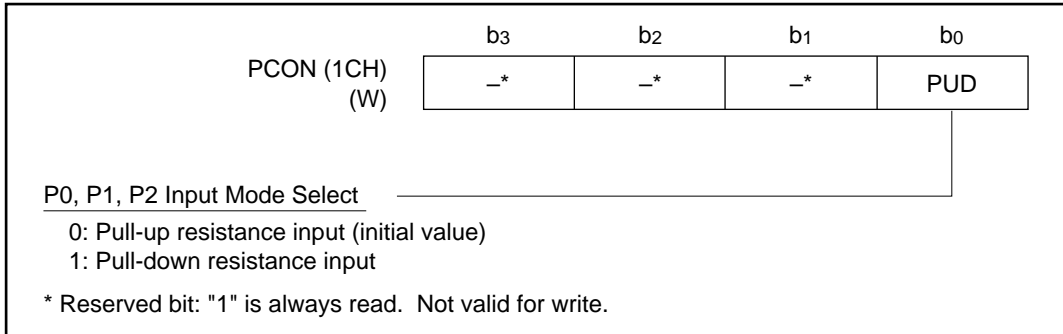 b3 b2 b1 b0
PCON (1CH)
(W)
–* –* –* PUD
P0, P1, P2 Input Mode Select
0: Pull-up resistance input (initial value)
1: Pull-down resistance input
* Reserved bit: "1" is always read. Not valid for write.